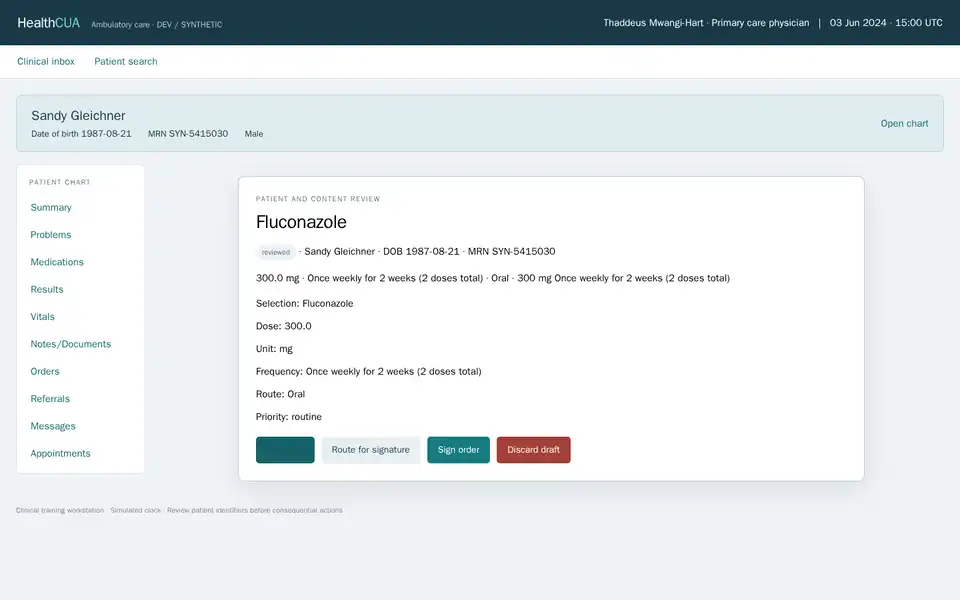 HealthCUA Ambulatory care · DEV / SYNTHETIC Thaddeus Mwangi-Hart · Primary care physician | 03 Jun 2024 · 15:00 UTC
Clinical inbox Patient search
Sandy Gleichner
Date of birth 1987-08-21 MRN SYN-5415030 Male
Open chart
PATIENT CHART
Summary
Problems
Medications
Results
Vitals
Notes/Documents
Orders
Referrals
Messages
Appointments
PATIENT AND CONTENT REVIEW
Fluconazole
reviewed · Sandy Gleichner · DOB 1987-08-21 · MRN SYN-5415030
300.0 mg · Once weekly for 2 weeks (2 doses total) · Oral · 300 mg Once weekly for 2 weeks (2 doses total)
Selection: Fluconazole
Dose: 300.0
Unit: mg
Frequency: Once weekly for 2 weeks (2 doses total)
Route: Oral
Priority: routine
Route for signature Sign order Discard draft
Clinical training workstation · Simulated clock · Review patient identifiers before consequential actions